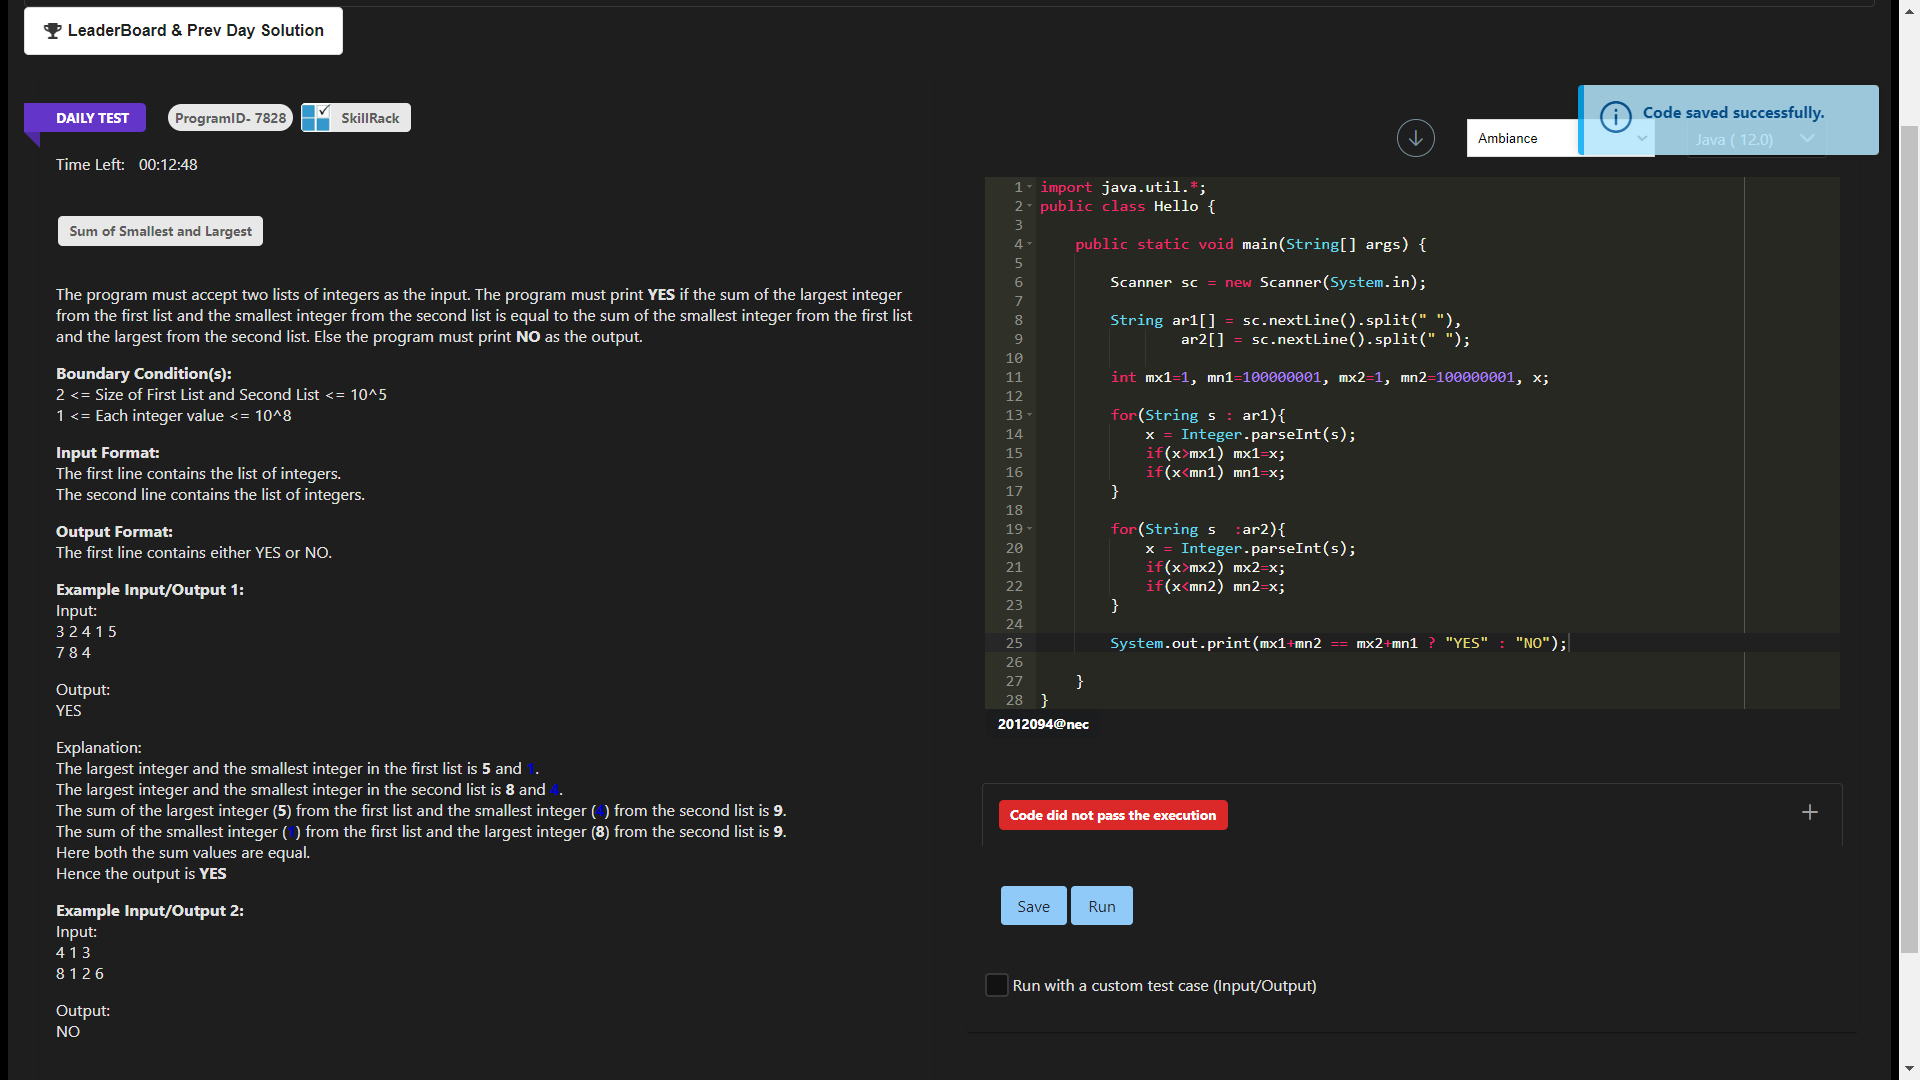 LeaderBoard & Prev Day Solution
DAILY TEST
ProgramID- 7828
SkillRack
Time Left: 00:12:48
Sum of Smallest and Largest
The program must accept two lists of integers as the input. The program must print YES if the sum of the largest integer
from the first list and the smallest integer from the second list is equal to the sum of the smallest integer from the first list
and the largest from the second list. Else the program must print NO as the output.
Boundary Condition(s):
2 <= Size of First List and Second List <= 10^5
1 <= Each integer value <= 10^8
Input Format:
The first line contains the list of integers.
The second line contains the list of integers.
Output Format:
The first line contains either YES or NO.
Example Input/Output 1:
Input:
3 2 4 1 5
7 8 4
Output:
YES
Explanation:
The largest integer and the smallest integer in the first list is 5 and 1.
The largest integer and the smallest integer in the second list is 8 and 4.
The sum of the largest integer (5) from the first list and the smallest integer (4) from the second list is 9.
The sum of the smallest integer (1) from the first list and the largest integer (8) from the second list is 9.
Here both the sum values are equal.
Hence the output is YES
Example Input/Output 2:
Input:
4 1 3
8 1 2 6
Output:
NO
Ambiance
Code saved successfully.
Java ( 12.0)
1 import java.util.*;
2 public class Hello {
3
4 public static void main(String[] args) {
5
6 Scanner sc = new Scanner(System.in);
7
8 String ar1[] = sc.nextLine().split(" "),
9 ar2[] = sc.nextLine().split(" ");
10
11 int mx1=1, mn1=100000001, mx2=1, mn2=100000001, x;
12
13 for(String s : ar1){
14 x = Integer.parseInt(s);
15 if(x>mx1) mx1=x;
16 if(x<mn1) mn1=x;
17 }
18
19 for(String s  :ar2){
20 x = Integer.parseInt(s);
21 if(x>mx2) mx2=x;
22 if(x<mn2) mn2=x;
23 }
24
25 System.out.print(mx1+mn2 == mx2+mn1 ? "YES" : "NO");
26
27 }
28 }
2012094@nec
Code did not pass the execution
Save
Run
Run with a custom test case (Input/Output)